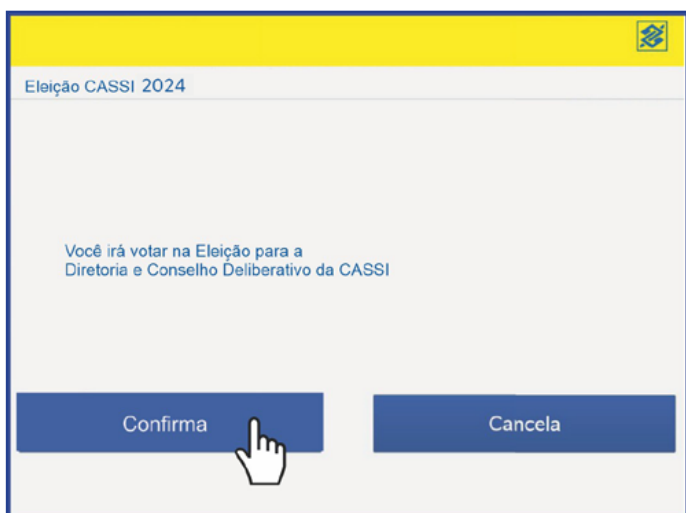 Eleição CASSI 2024
Você irá votar na Eleição para a
Diretoria e Conselho Deliberativo da CASSI
Confirma
Cancela